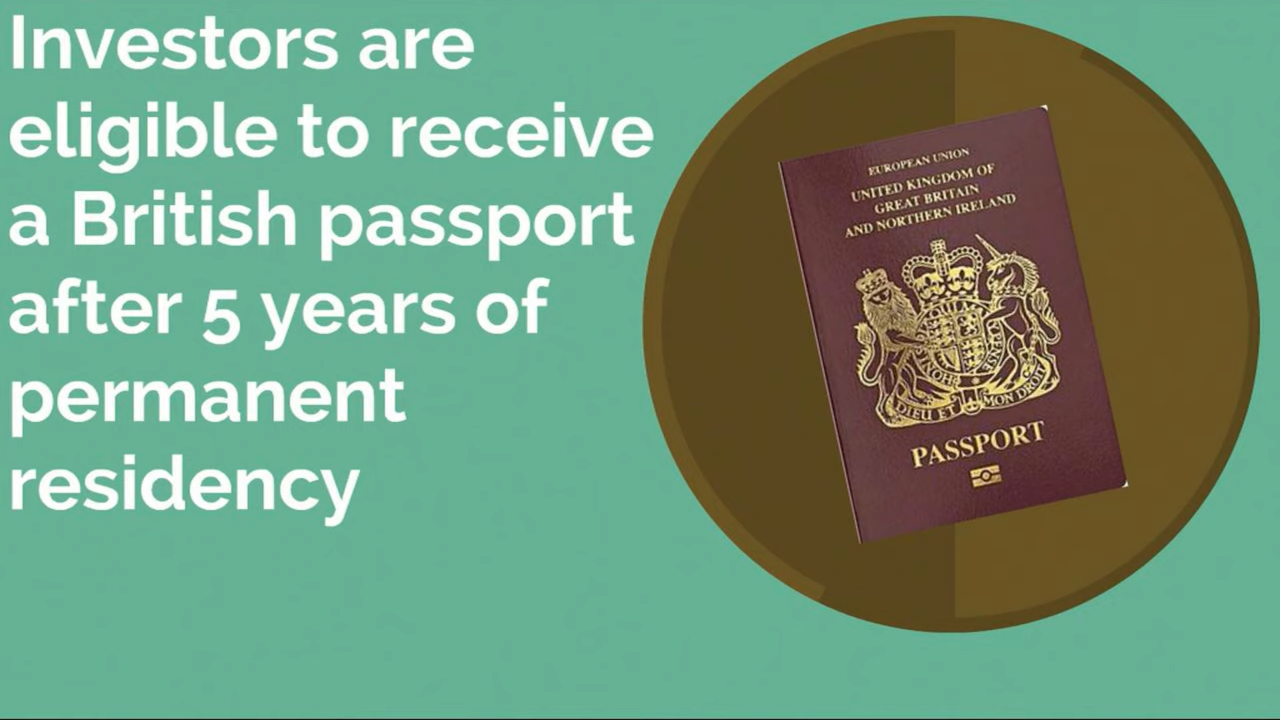 Investors are
eligible to receive
a British passport
after 5 years of
permanent
residency
EUROPEAN UNION
UNITED KINGDOM OF
GREAT BRITAIN
AND NORTHERN IRELAND
DIEU ET MON DROIT
PASSPORT